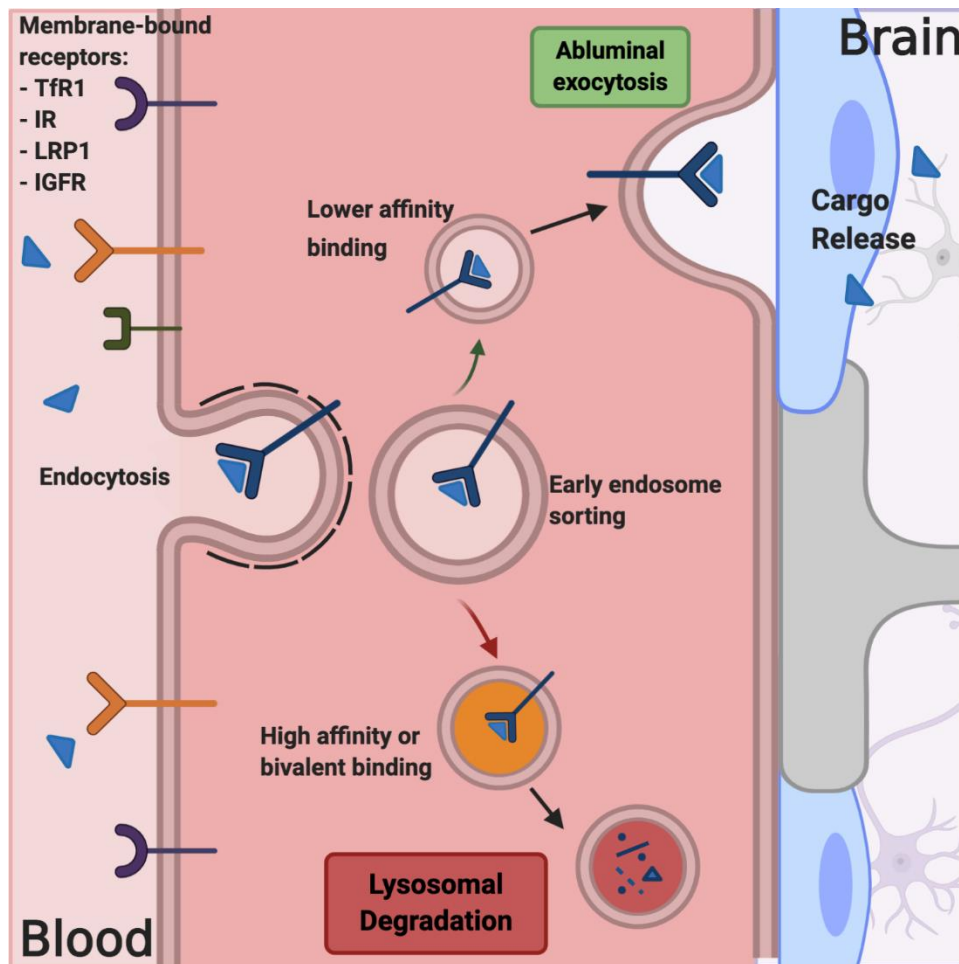 Membrane-bound
receptors:
- TfR1
- IR
- LRP1
- IGFR
Abluminal
exocytosis
Brain
Lower affinity
binding
Cargo
Release
Endocytosis
Early endosome
sorting
High affinity or
bivalent binding
Lysosomal
Degradation
Blood